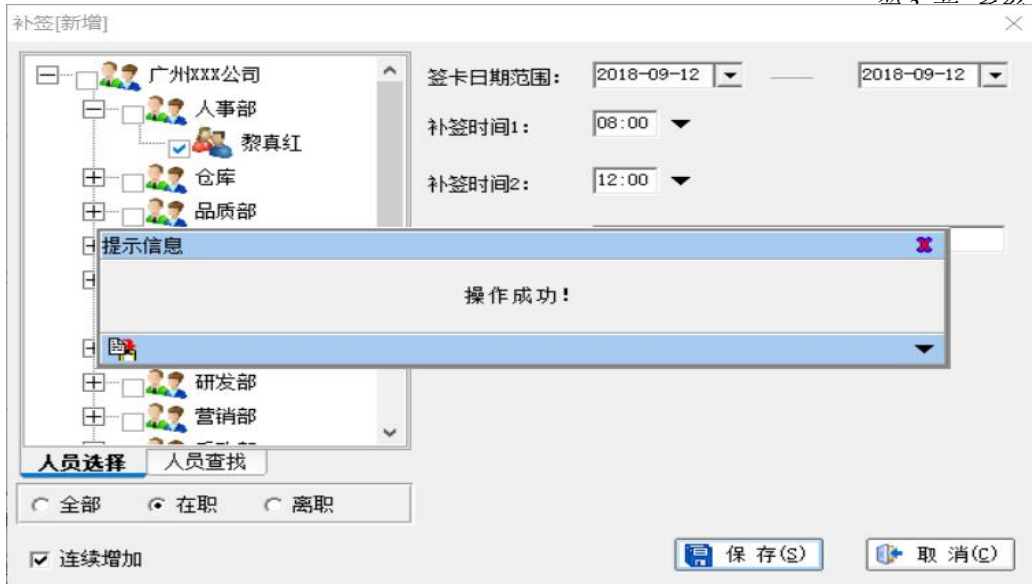 补签[新增]
广州XXX公司
人事部
黎真红
仓库
品质部
研发部
营销部
人员选择
人员查找
全部
在职
离职
连续增加
签卡日期范围：
2018-09-12
2018-09-12
补签时间1：
08:00
补签时间2：
12:00
提示信息
操作成功！
保 存(S)
取 消(C)